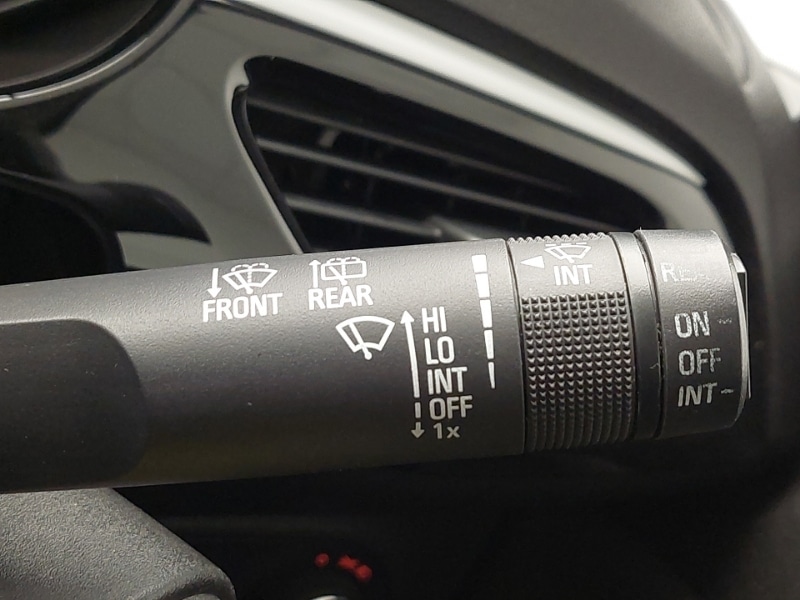 FRONT
REAR
HI
LO
INT
OFF
1x
INT
ON
OFF
INT